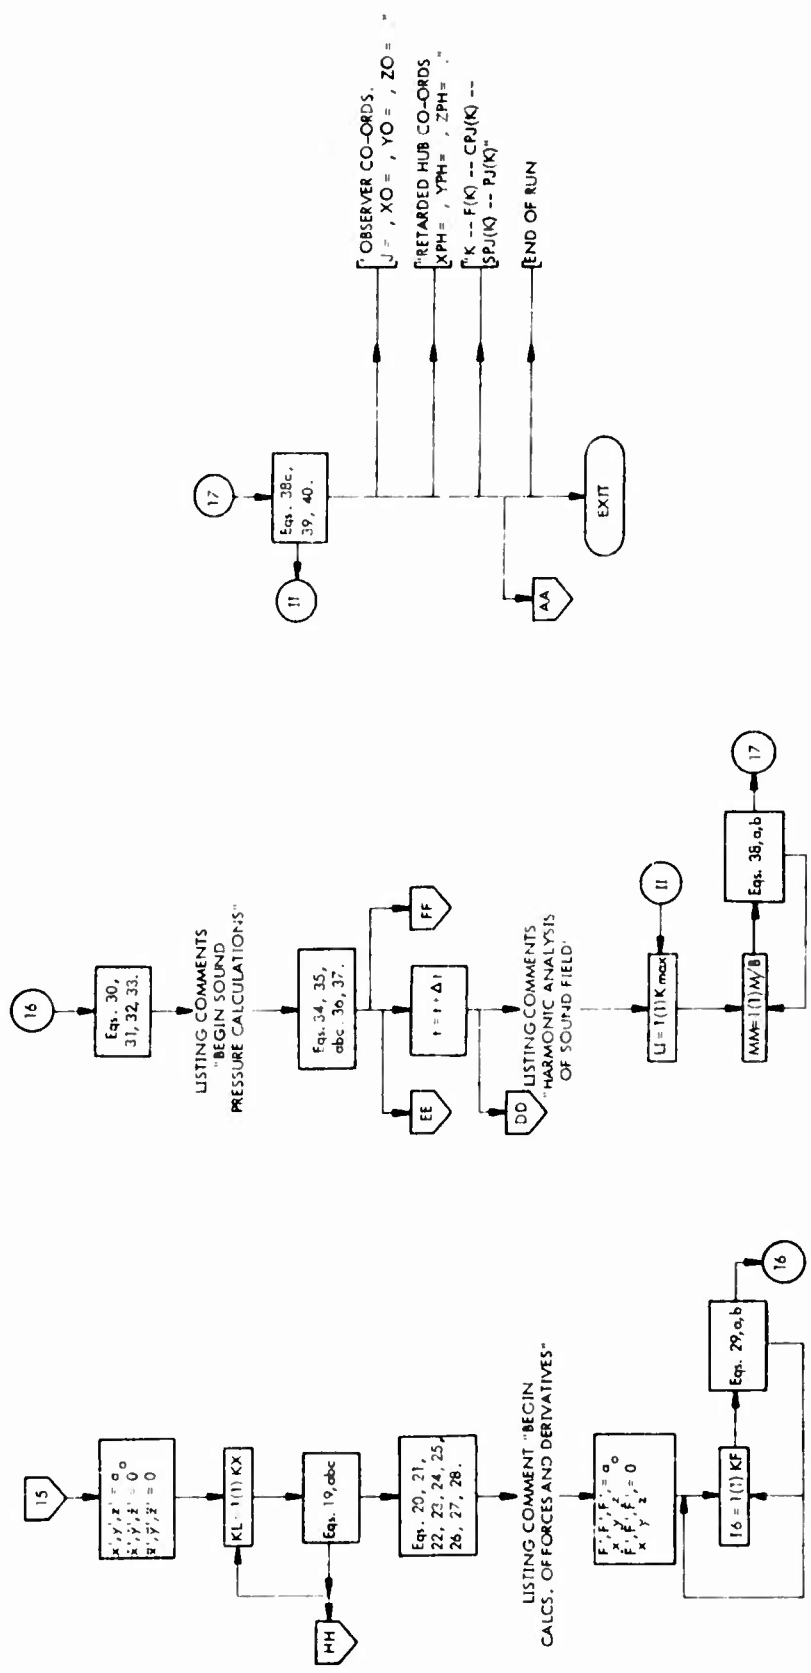 15
x', y', z' = a₀
ẋ', ẏ', ż' = 0
ẍ', ÿ', z̈' = 0
KL = 1(1) KX
Eqs. 19, abc
HH
Eqs. 20, 21,
22, 23, 24, 25,
26, 27, 28.
LISTING COMMENT "BEGIN
CALCS. OF FORCES AND DERIVATIVES"
F'x, F'y, F'z = a₀
Ḟ'x, Ḟ'y, Ḟ'z = 0
I6 = 1(1) KF
Eqs. 29,a,b
16
16
Eqs. 30,
31, 32, 33.
LISTING COMMENTS
"BEGIN SOUND
PRESSURE CALCULATIONS"
Eqs. 34, 35,
abc. 36, 37.
EE
FF
t = t + Δt
DD
LISTING COMMENTS
"HARMONIC ANALYSIS
OF SOUND FIELD'
11
LJ = 1(1) K max
MM = 1(1) M/B
Eqs. 38,a,b
17
17
Eqs. 38c,
39, 40.
11
'OBSERVER CO-ORDS.
J = , XO = , YO = , ZO = ."
"RETARDED HUB CO-ORDS
XPH = , YPH = , ZPH = ."
"K -- F(K) -- CPJ(K) --
SPJ(K) -- PJ(K)"
END OF RUN
AA
EXIT